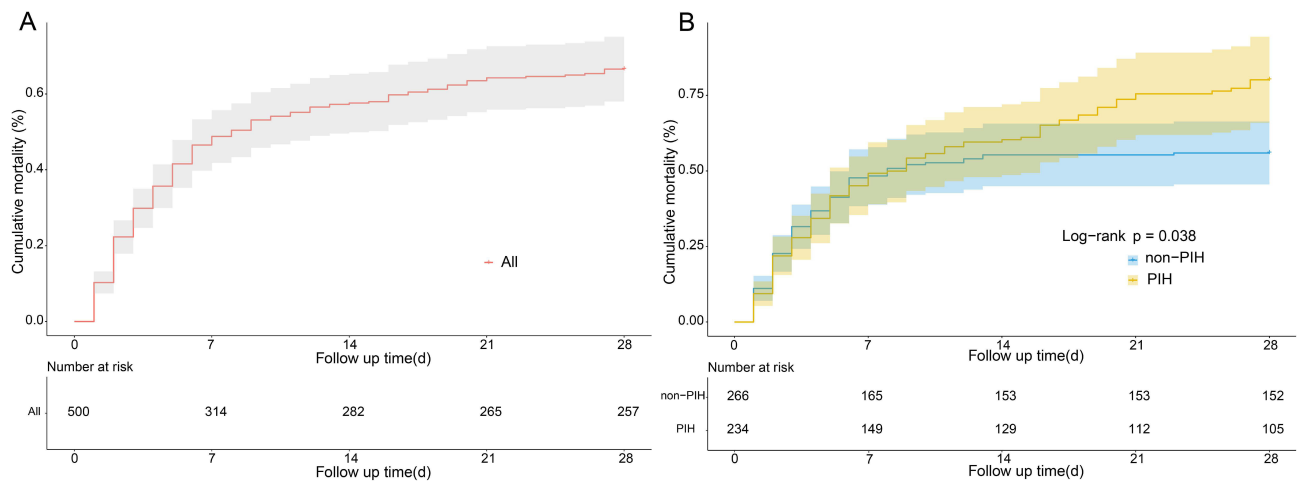 A
Cumulative mortality (%)
0.6
0.4
0.2
0.0
All
0 7 14 21 28
Follow up time(d)
Number at risk
All 500 314 282 265 257
0 7 14 21 28
Follow up time(d)
B
Cumulative mortality (%)
0.75
0.50
0.25
0.00
Log−rank p = 0.038
non−PIH
PIH
0 7 14 21 28
Follow up time(d)
Number at risk
non−PIH 266 165 153 153 152
PIH 234 149 129 112 105
0 7 14 21 28
Follow up time(d)